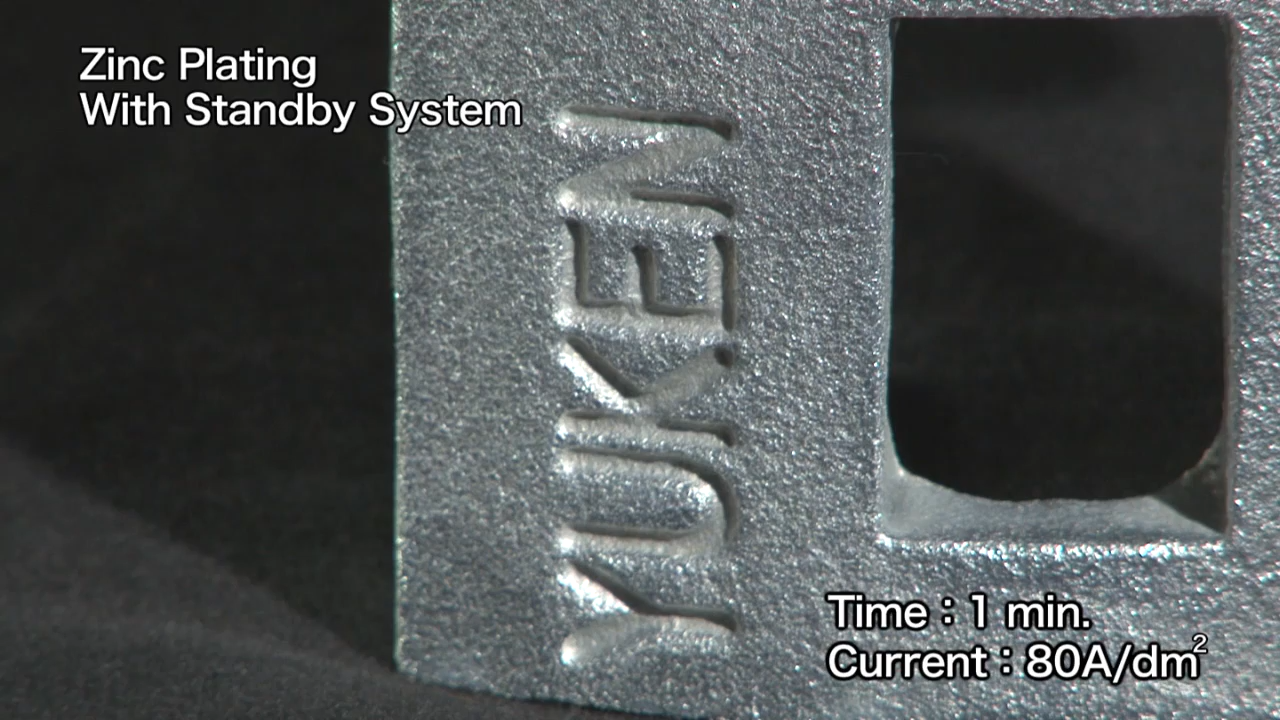 Zinc Plating
With Standby System
YUKEN
Time : 1 min.
Current : 80A/dm²